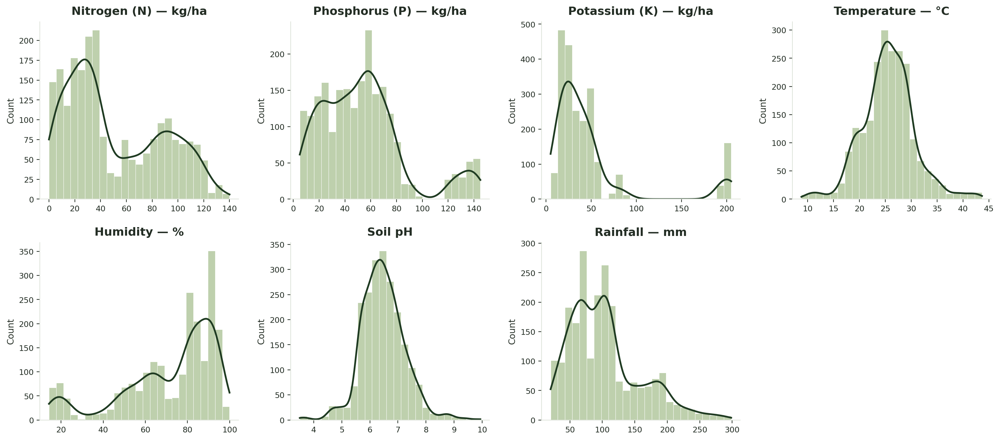 Nitrogen (N) — kg/ha
Phosphorus (P) — kg/ha
Potassium (K) — kg/ha
Temperature — °C
Count
200
175
150
125
100
75
50
25
0
0 20 40 60 80 100 120 140
Count
200
150
100
50
0
0 20 40 60 80 100 120 140
Count
500
400
300
200
100
0
0 50 100 150 200
Count
300
250
200
150
100
50
0
10 15 20 25 30 35 40 45
Humidity — %
Soil pH
Rainfall — mm
Count
350
300
250
200
150
100
50
0
20 40 60 80 100
Count
350
300
250
200
150
100
50
0
4 5 6 7 8 9 10
Count
300
250
200
150
100
50
0
50 100 150 200 250 300